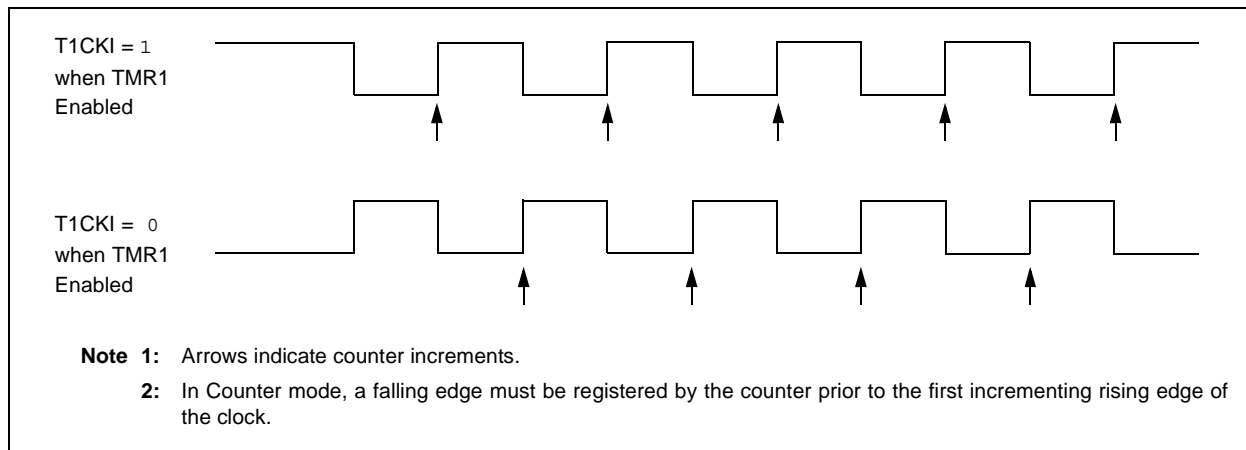 T1CKI = 1
when TMR1
Enabled
T1CKI = 0
when TMR1
Enabled
Note 1: Arrows indicate counter increments.
2: In Counter mode, a falling edge must be registered by the counter prior to the first incrementing rising edge of
the clock.